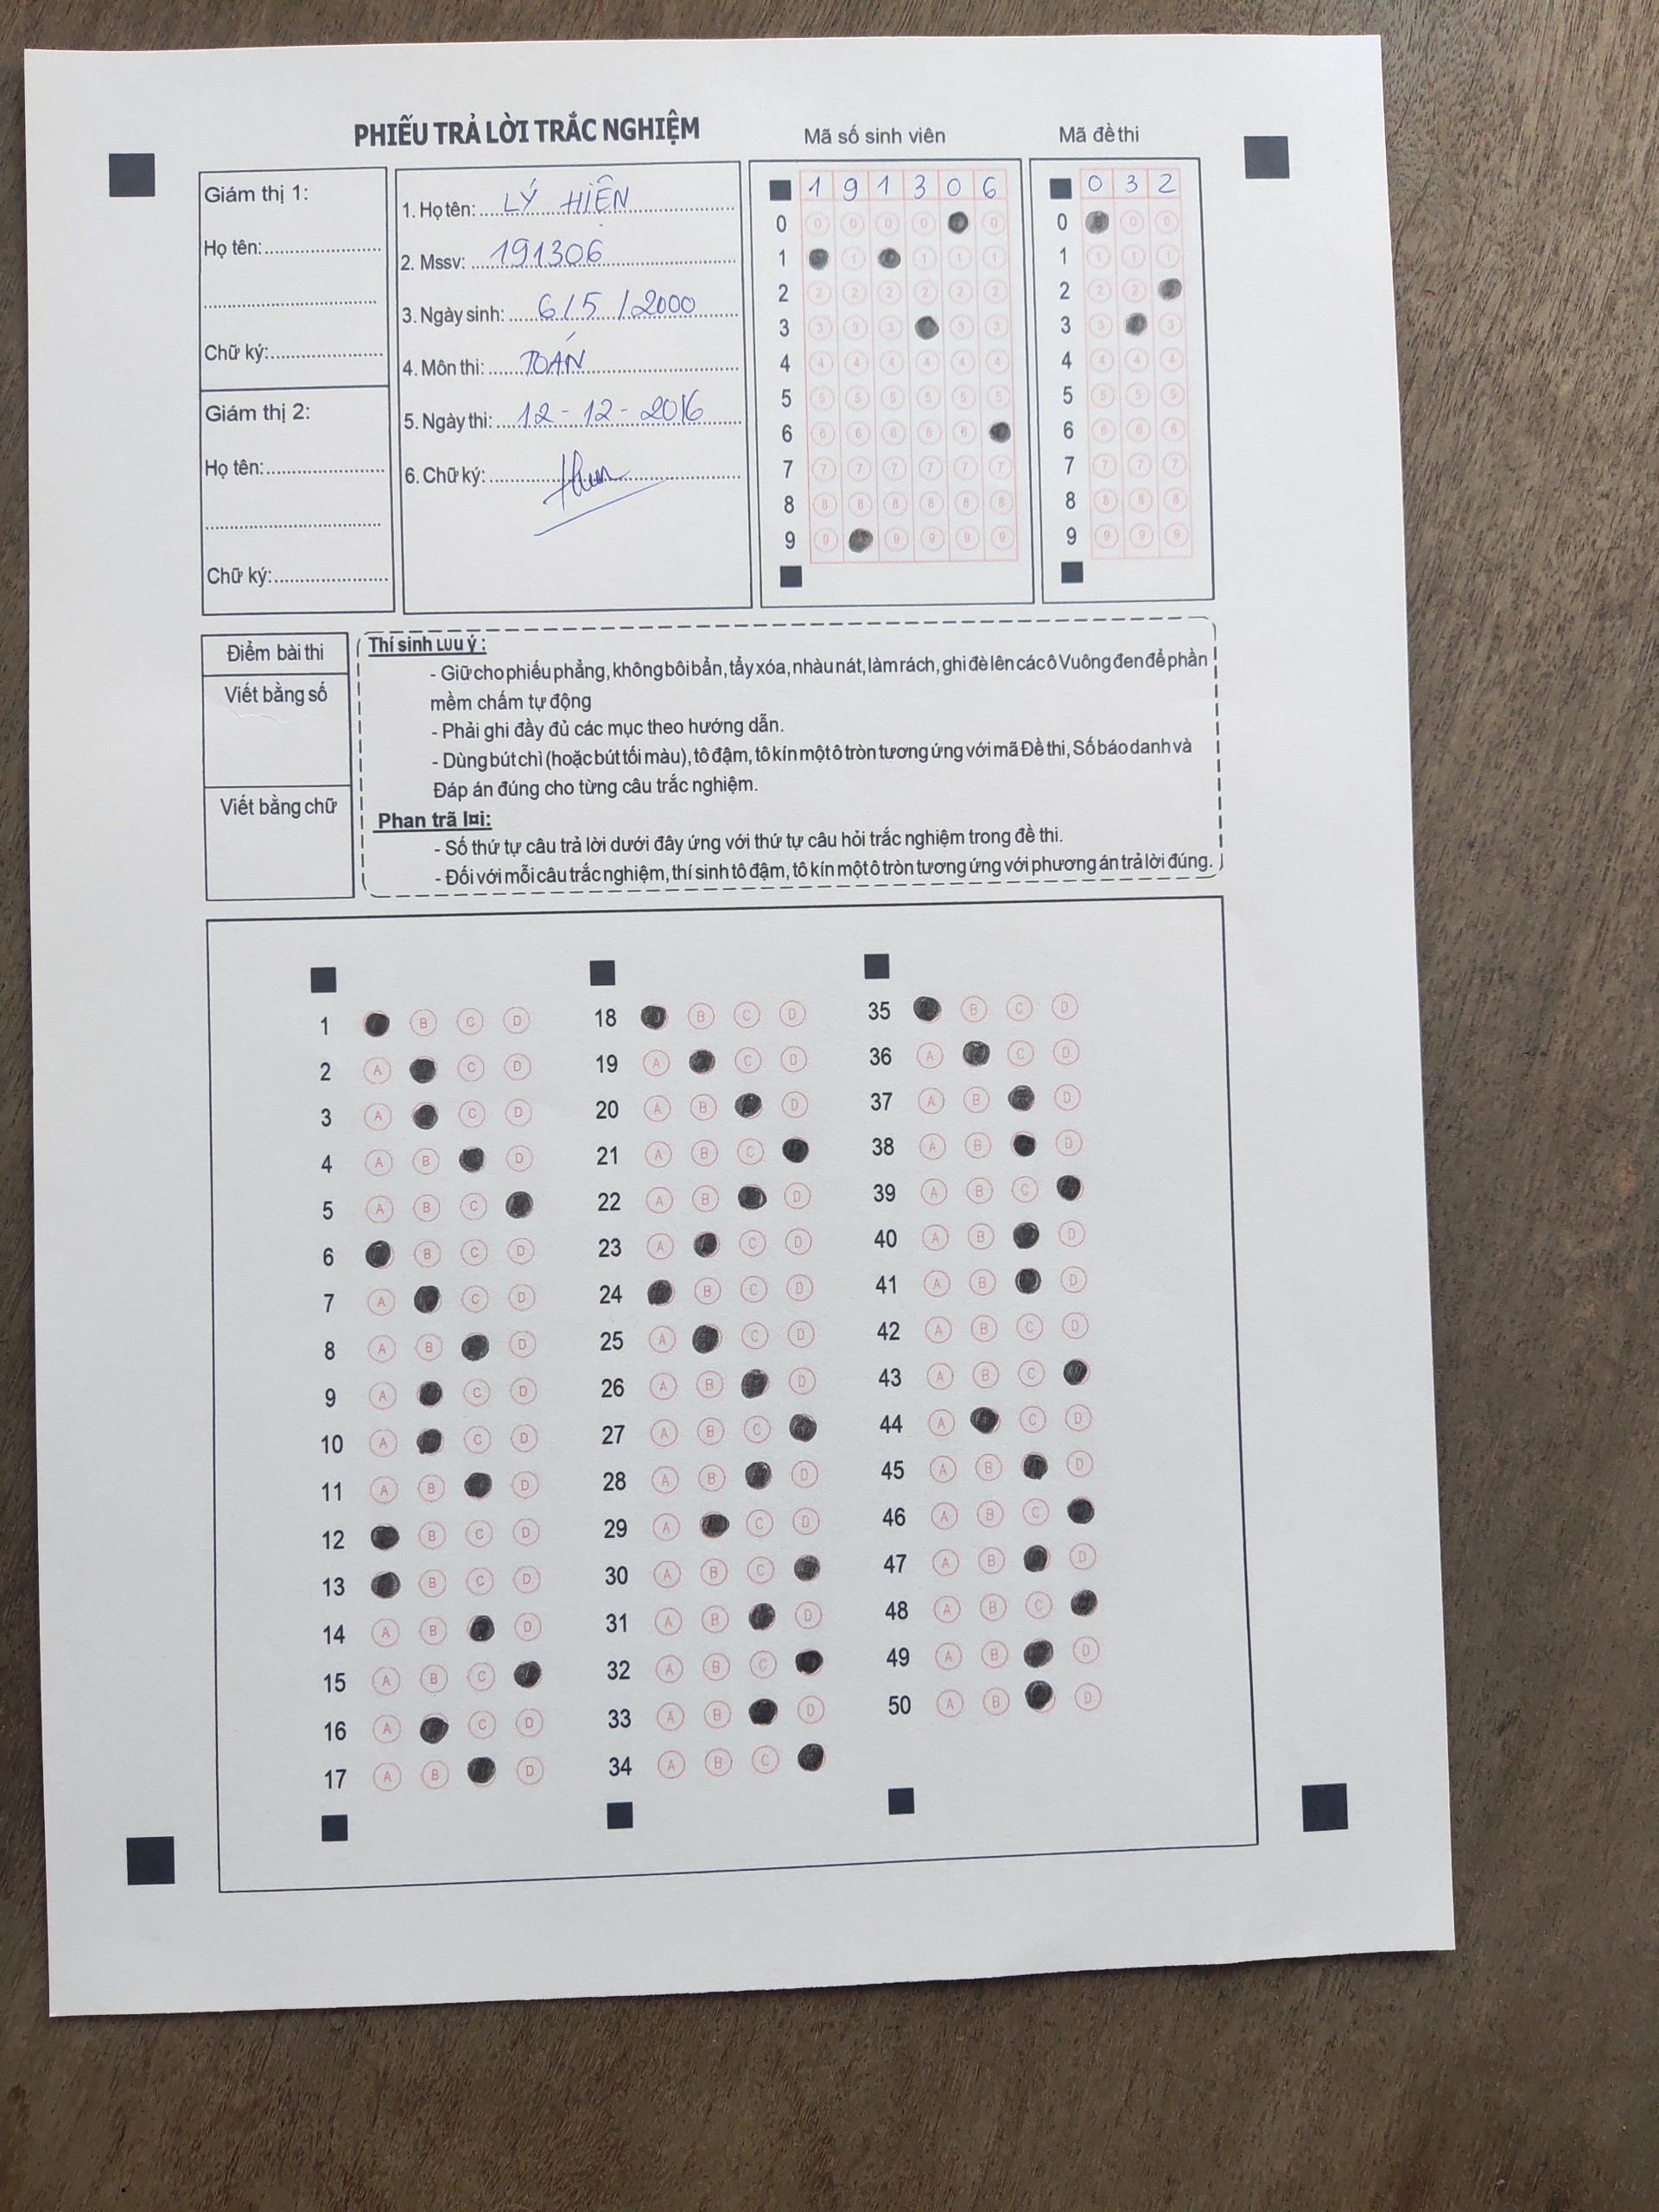 PHIẾU TRẢ LỜI TRẮC NGHIỆM
Mã số sinh viên
Mã đề thi
Giám thị 1:
Họ tên:
Chữ ký:
Giám thị 2:
Họ tên:
Chữ ký:
1. Họ tên: LÝ HIỆN
2. Mssv: 191306
3. Ngày sinh: 6/5/2000
4. Môn thi: TOÁN
5. Ngày thi: 12-12-2016
6. Chữ ký:
1 9 1 3 0 6
0 0 0 0 0 0
1 1 1 1 1
2 2 2 2 2 2 2
3 3 3 3 3 3
4 4 4 4 4 4 4
5 5 5 5 5 5 5
6 6 6 6 6 6
7 7 7 7 7 7 7
8 8 8 8 8 8 8
9 9 9 9 9 9
0 3 2
0 0 0
1 1 1 1
2 2 2
3 3 3
4 4 4 4
5 5 5 5
6 6 6 6
7 7 7 7
8 8 8 8
9 9 9 9
Điểm bài thi
Viết bằng số
Viết bằng chữ
Thí sinh LƯU ý :
- Giữ cho phiếu phẳng, không bôi bẩn, tẩy xóa, nhàu nát, làm rách, ghi đè lên các ô Vuông đen để phần
mềm chấm tự động
- Phải ghi đầy đủ các mục theo hướng dẫn.
- Dùng bút chì (hoặc bút tối màu), tô đậm, tô kín một ô tròn tương ứng với mã Đề thi, Số báo danh và
Đáp án đúng cho từng câu trắc nghiệm.
Phan trã l¤i:
- Số thứ tự câu trả lời dưới đây ứng với thứ tự câu hỏi trắc nghiệm trong đề thi.
- Đối với mỗi câu trắc nghiệm, thí sinh tô đậm, tô kín một ô tròn tương ứng với phương án trả lời đúng.
1 B C D
2 A C D
3 A C D
4 A B D
5 A B C
6 B C D
7 A C D
8 A B D
9 A C D
10 A C D
11 A B D
12 B C D
13 B C D
14 A B D
15 A B C
16 A C D
17 A B D
18 B C D
19 A C D
20 A B D
21 A B C
22 A B D
23 A C D
24 B C D
25 A C D
26 A B D
27 A B C
28 A B D
29 A C D
30 A B C
31 A B D
32 A B C
33 A B D
34 A B C
35 B C D
36 A C D
37 A B D
38 A B D
39 A B C
40 A B D
41 A B D
42 A B C D
43 A B C
44 A C D
45 A B D
46 A B C
47 A B D
48 A B C
49 A B D
50 A B D